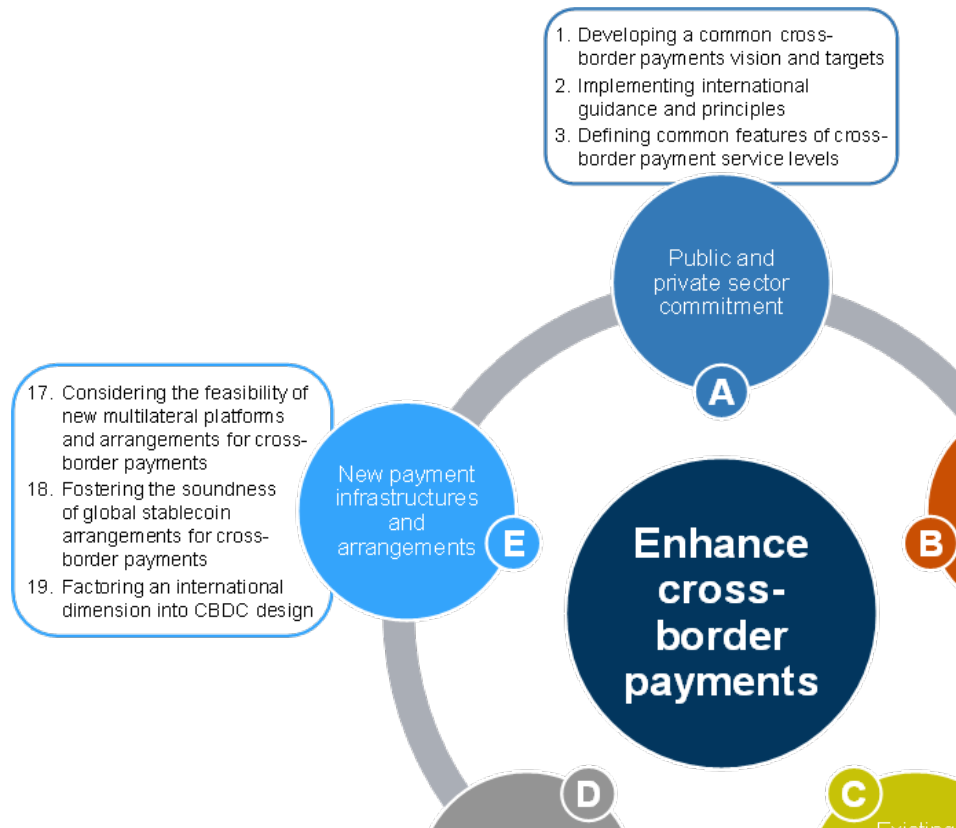 1. Developing a common cross-
border payments vision and targets
2. Implementing international
guidance and principles
3. Defining common features of cross-
border payment service levels
Public and
private sector
commitment
A
17. Considering the feasibility of
new multilateral platforms
and arrangements for cross-
border payments
18. Fostering the soundness
of global stablecoin
arrangements for cross-
border payments
19. Factoring an international
dimension into CBDC design
New payment
infrastructures
and
arrangements
E
Enhance
cross-
border
payments
B
D
C
Existing